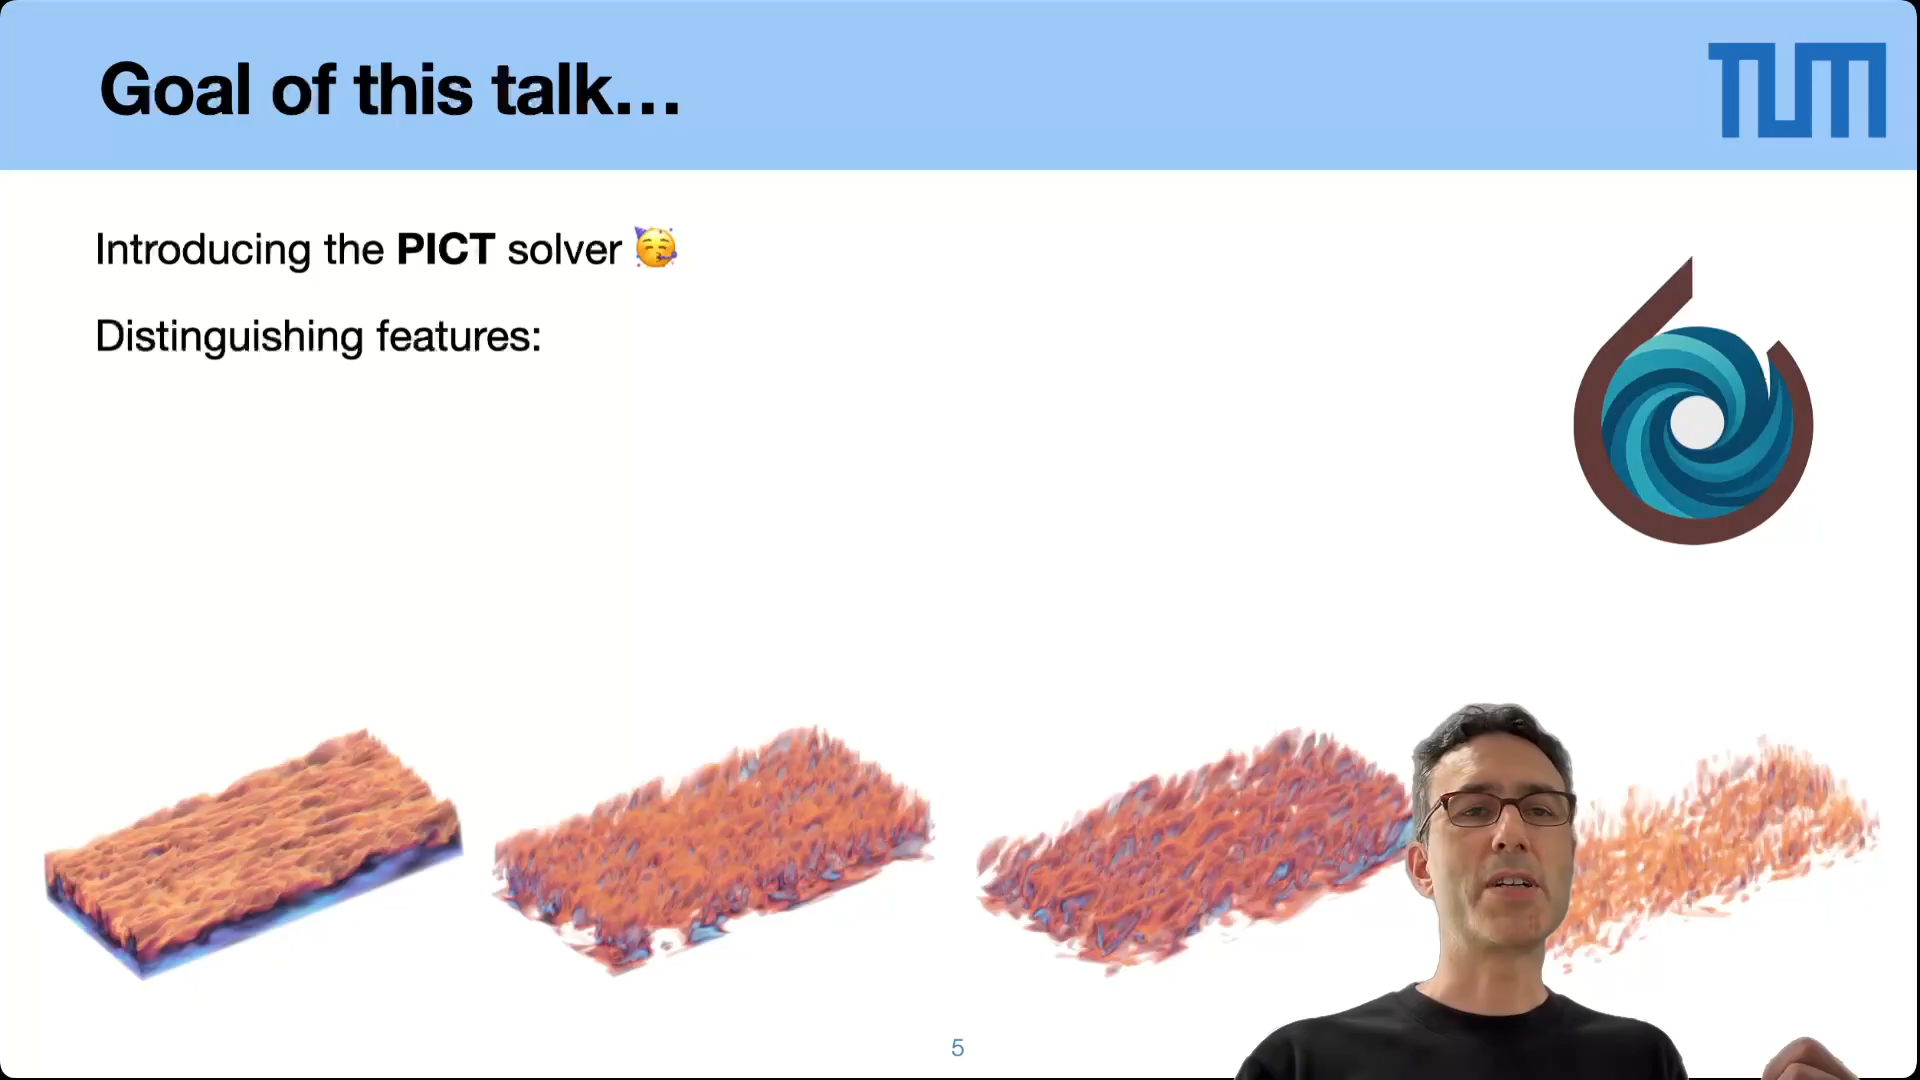 Goal of this talk...
TUM
Introducing the PICT solver 🥳
Distinguishing features:
5